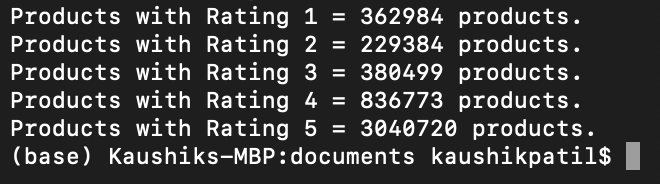 Products with Rating 1 = 362984 products.
Products with Rating 2 = 229384 products.
Products with Rating 3 = 380499 products.
Products with Rating 4 = 836773 products.
Products with Rating 5 = 3040720 products.
(base) Kaushiks-MBP:documents kaushikpatil$